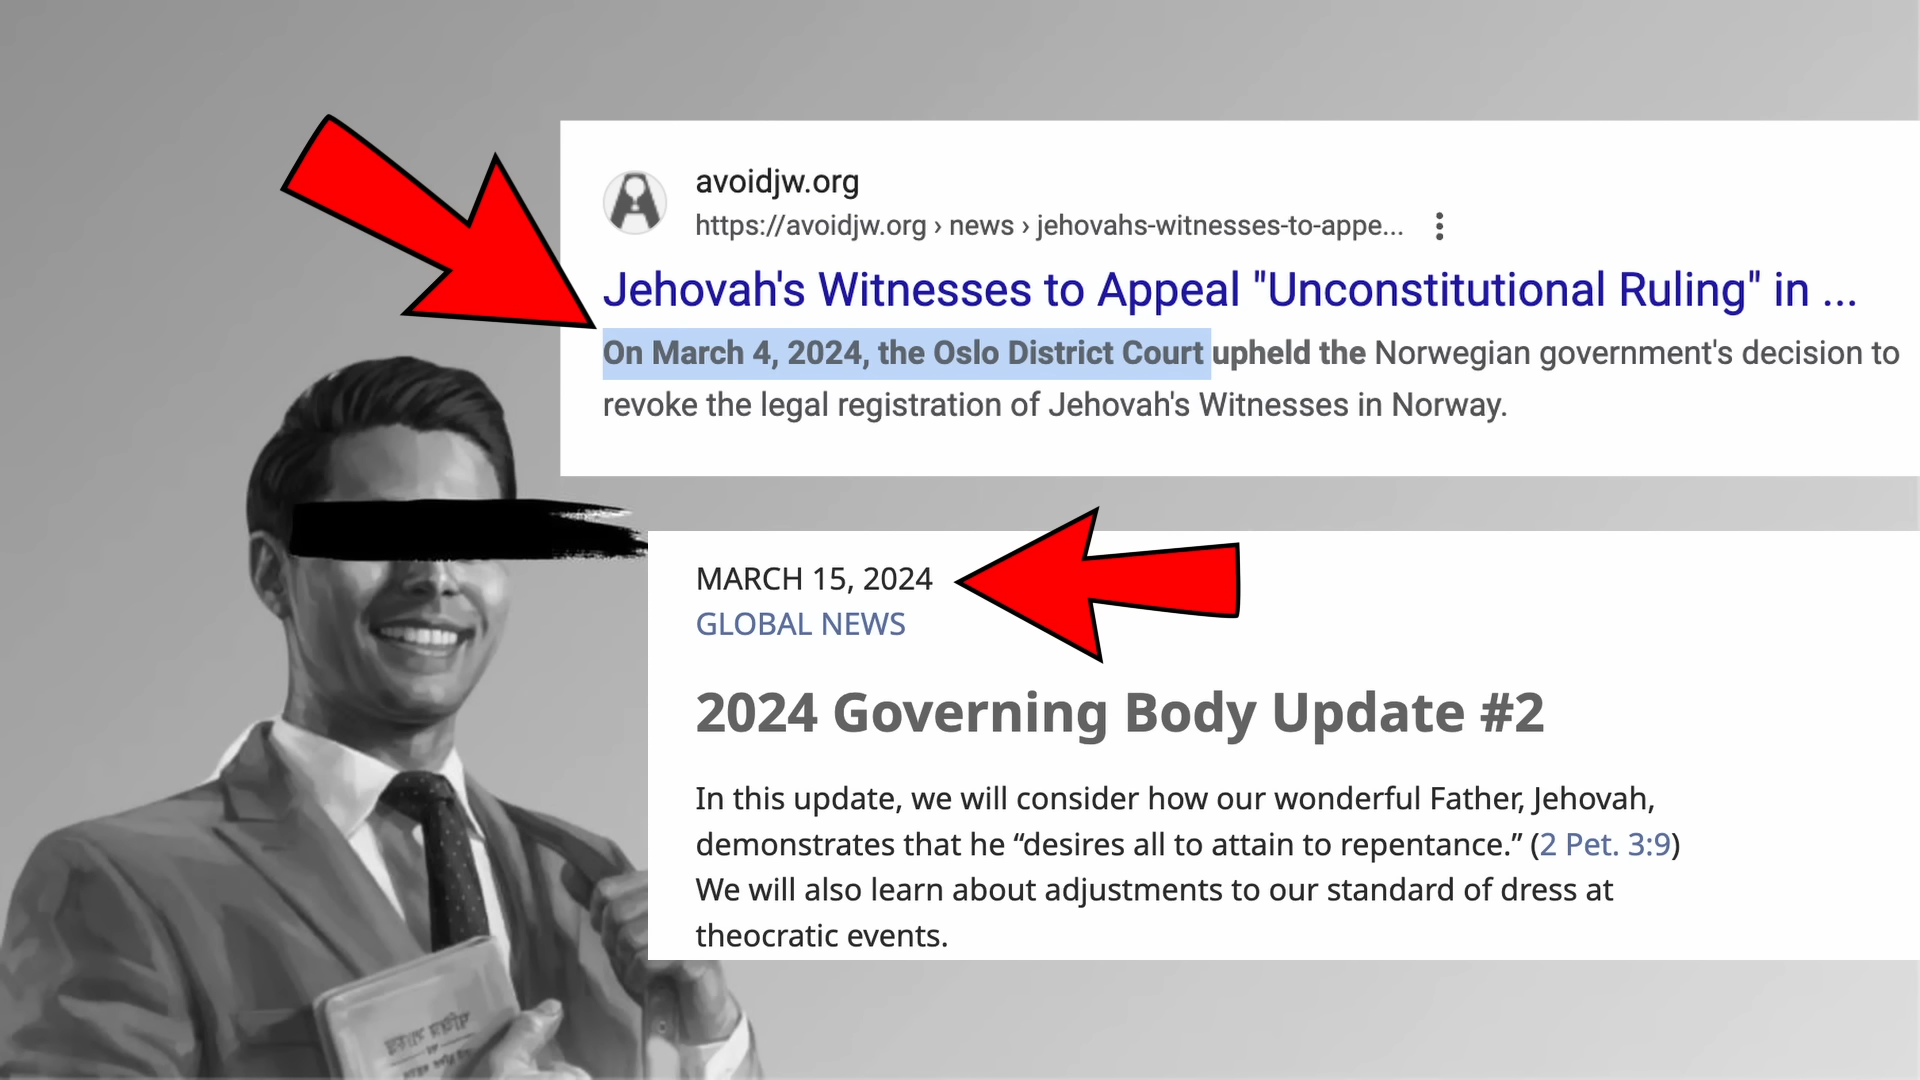 avoidjw.org
https://avoidjw.org › news › jehovahs-witnesses-to-appe...
Jehovah's Witnesses to Appeal "Unconstitutional Ruling" in ...
On March 4, 2024, the Oslo District Court upheld the Norwegian government's decision to
revoke the legal registration of Jehovah's Witnesses in Norway.
MARCH 15, 2024
GLOBAL NEWS
2024 Governing Body Update #2
In this update, we will consider how our wonderful Father, Jehovah,
demonstrates that he “desires all to attain to repentance.” (2 Pet. 3:9)
We will also learn about adjustments to our standard of dress at
theocratic events.